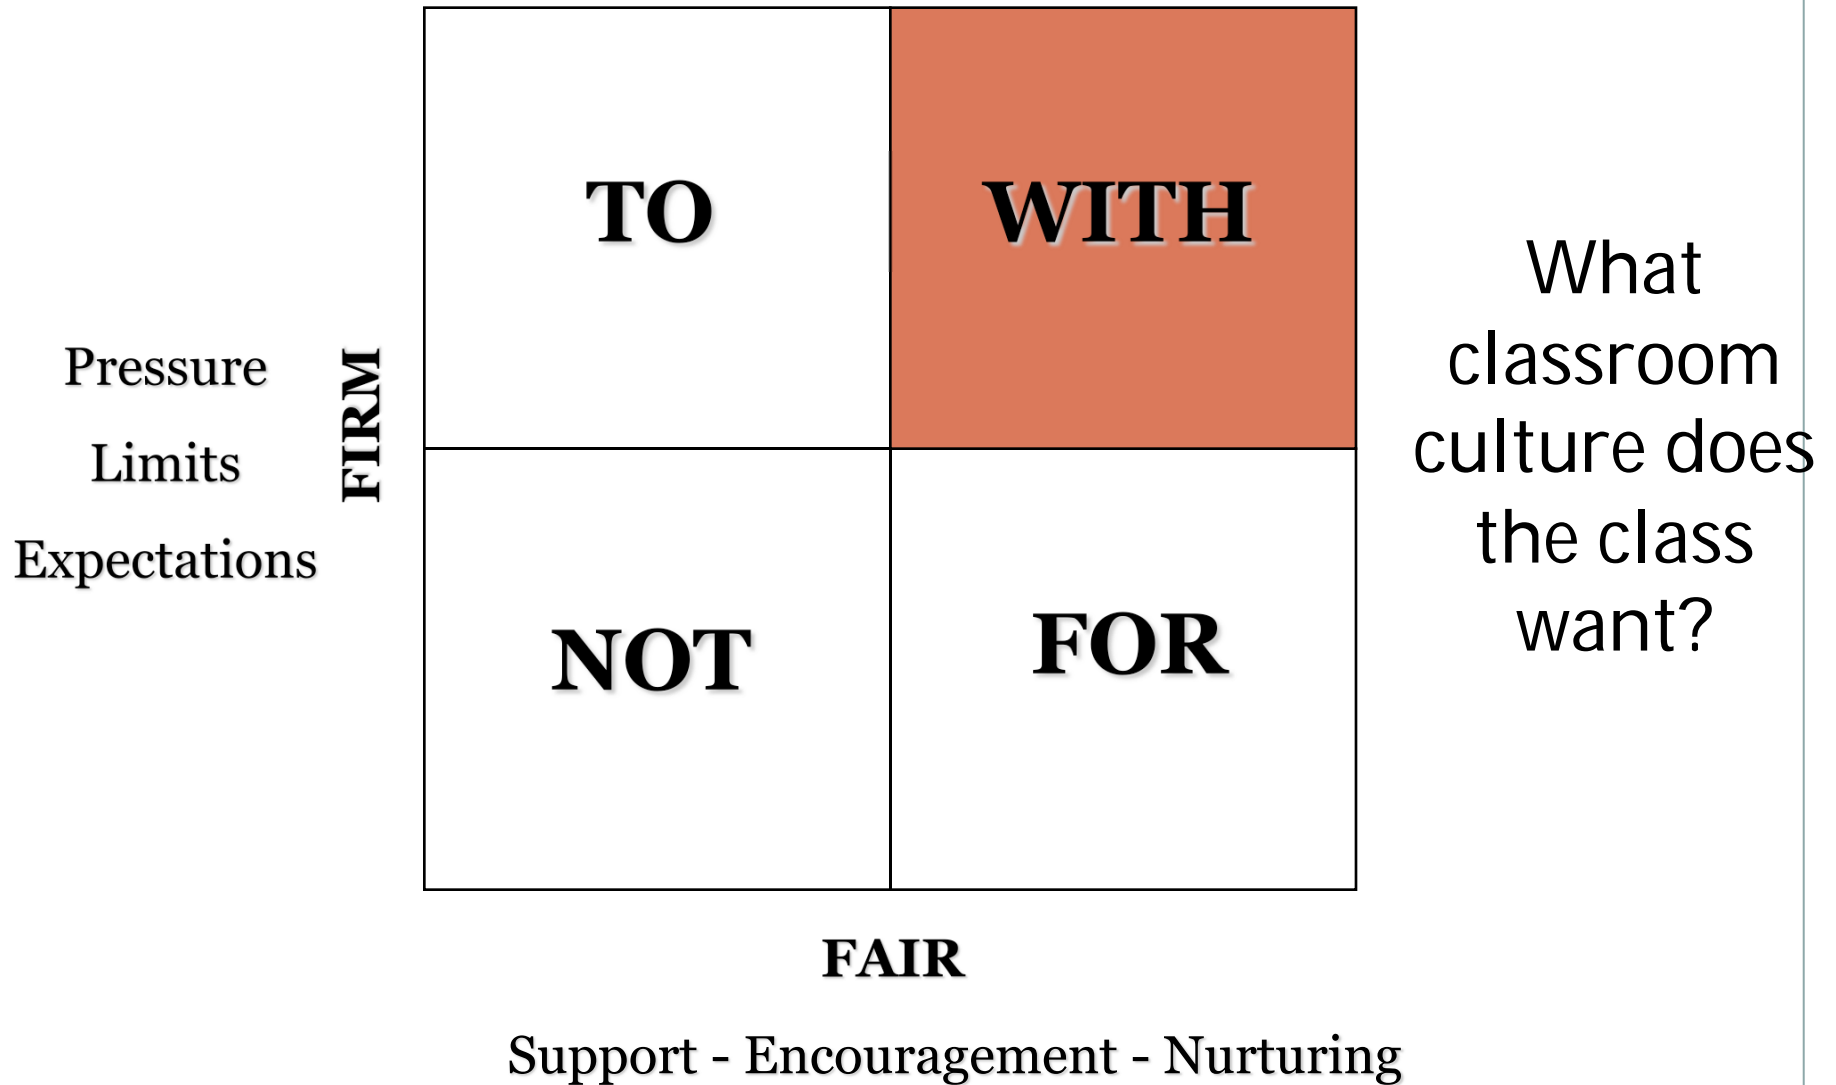 TO
WITH
Pressure
Limits
Expectations
FIRM
NOT
FOR
What
classroom
culture does
the class
want?
FAIR
Support - Encouragement - Nurturing